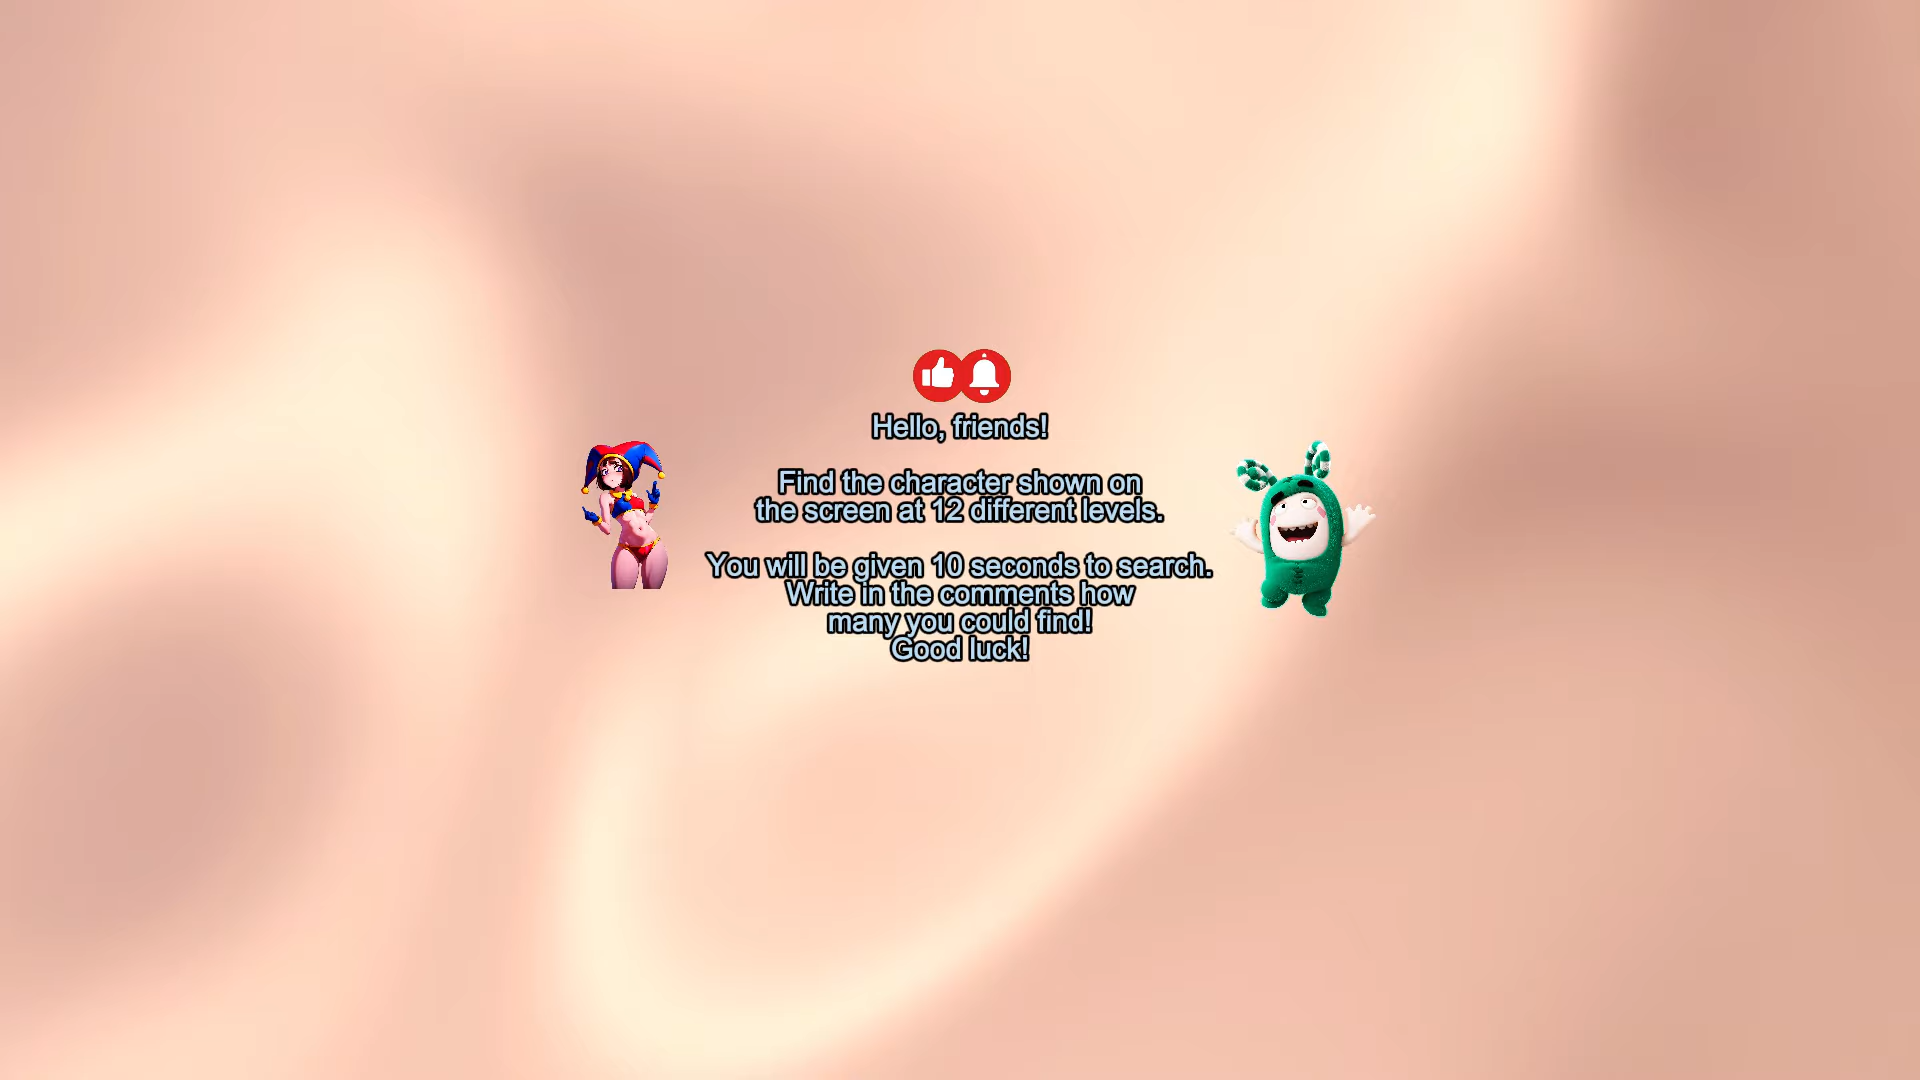 Hello, friends!
Find the character shown on
the screen at 12 different levels.
You will be given 10 seconds to search.
Write in the comments how
many you could find!
Good luck!